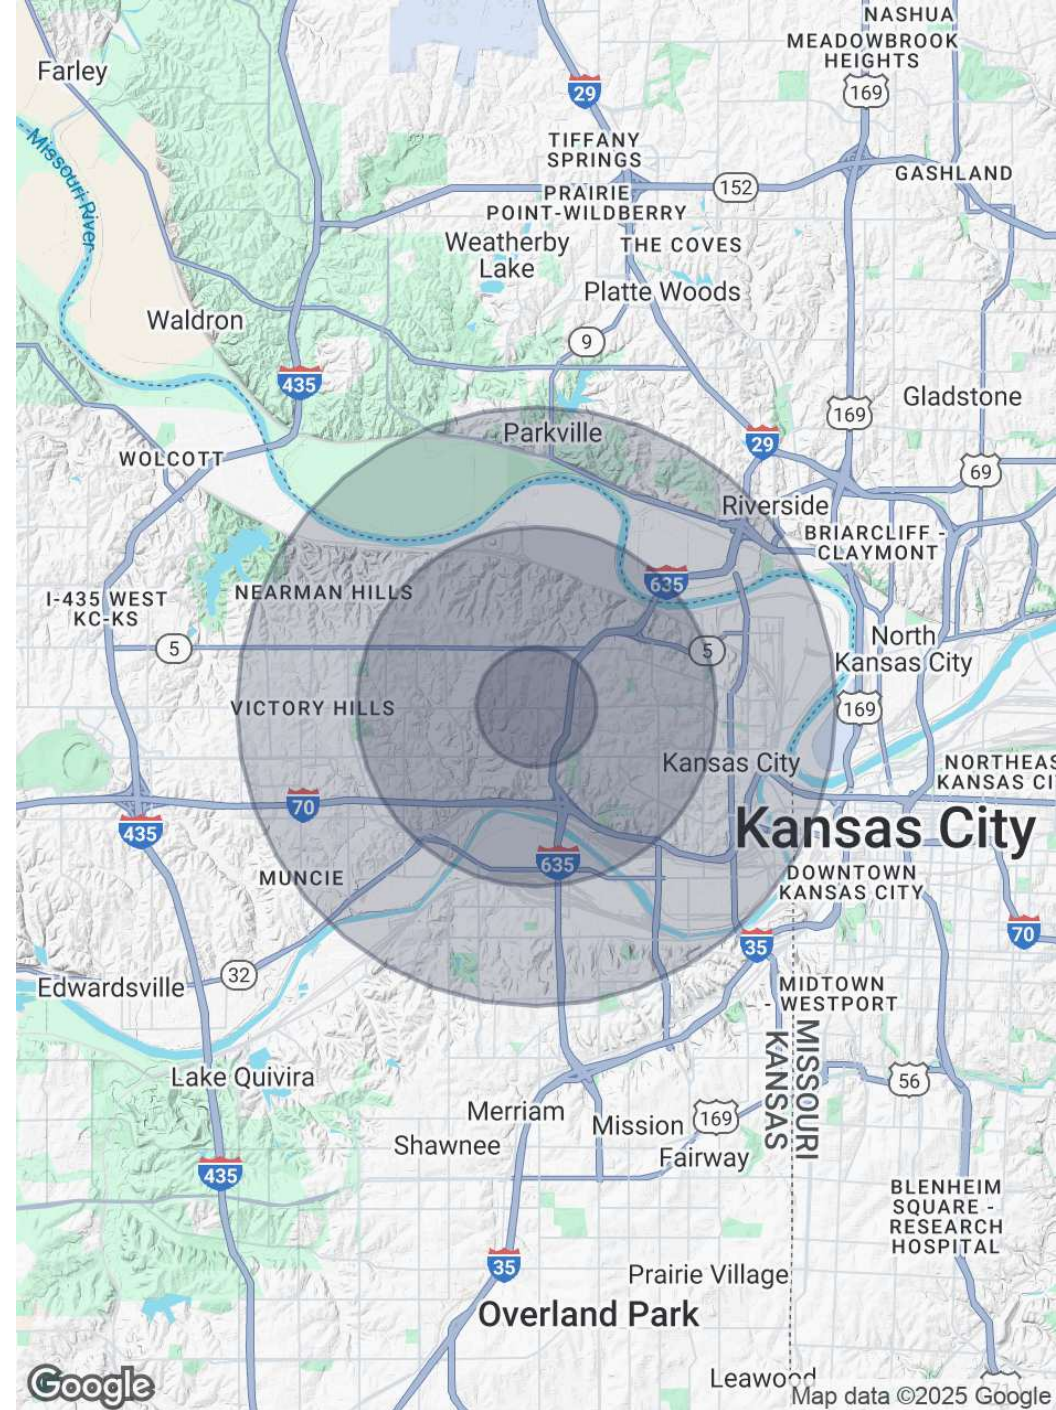 NASHUA
Farley
MEADOWBROOK
HEIGHTS
29
169
TIFFANY
SPRINGS
GASHLAND
152
PRAIRIE
POINT-WILDBERRY
Missouri River
Weatherby
Lake
THE COVES
Platte Woods
Waldron
9
435
Gladstone
169
Parkville
29
WOLCOTT
69
Riverside
BRIARCLIFF -
CLAYMONT
635
NEARMAN HILLS
I-435 WEST
KC-KS
5
5
North
Kansas City
VICTORY HILLS
169
Kansas City
NORTHEAS
KANSAS CI
70
435
Kansas City
635
MUNCIE
DOWNTOWN
KANSAS CITY
70
35
32
Edwardsville
MIDTOWN
- WESTPORT
MISSOURI
KANSAS
Lake Quivira
56
Merriam
Mission
169
Shawnee
Fairway
435
BLENHEIM
SQUARE -
RESEARCH
HOSPITAL
35
Prairie Village
Overland Park
Leawood
71
Google
Map data ©2025 Google